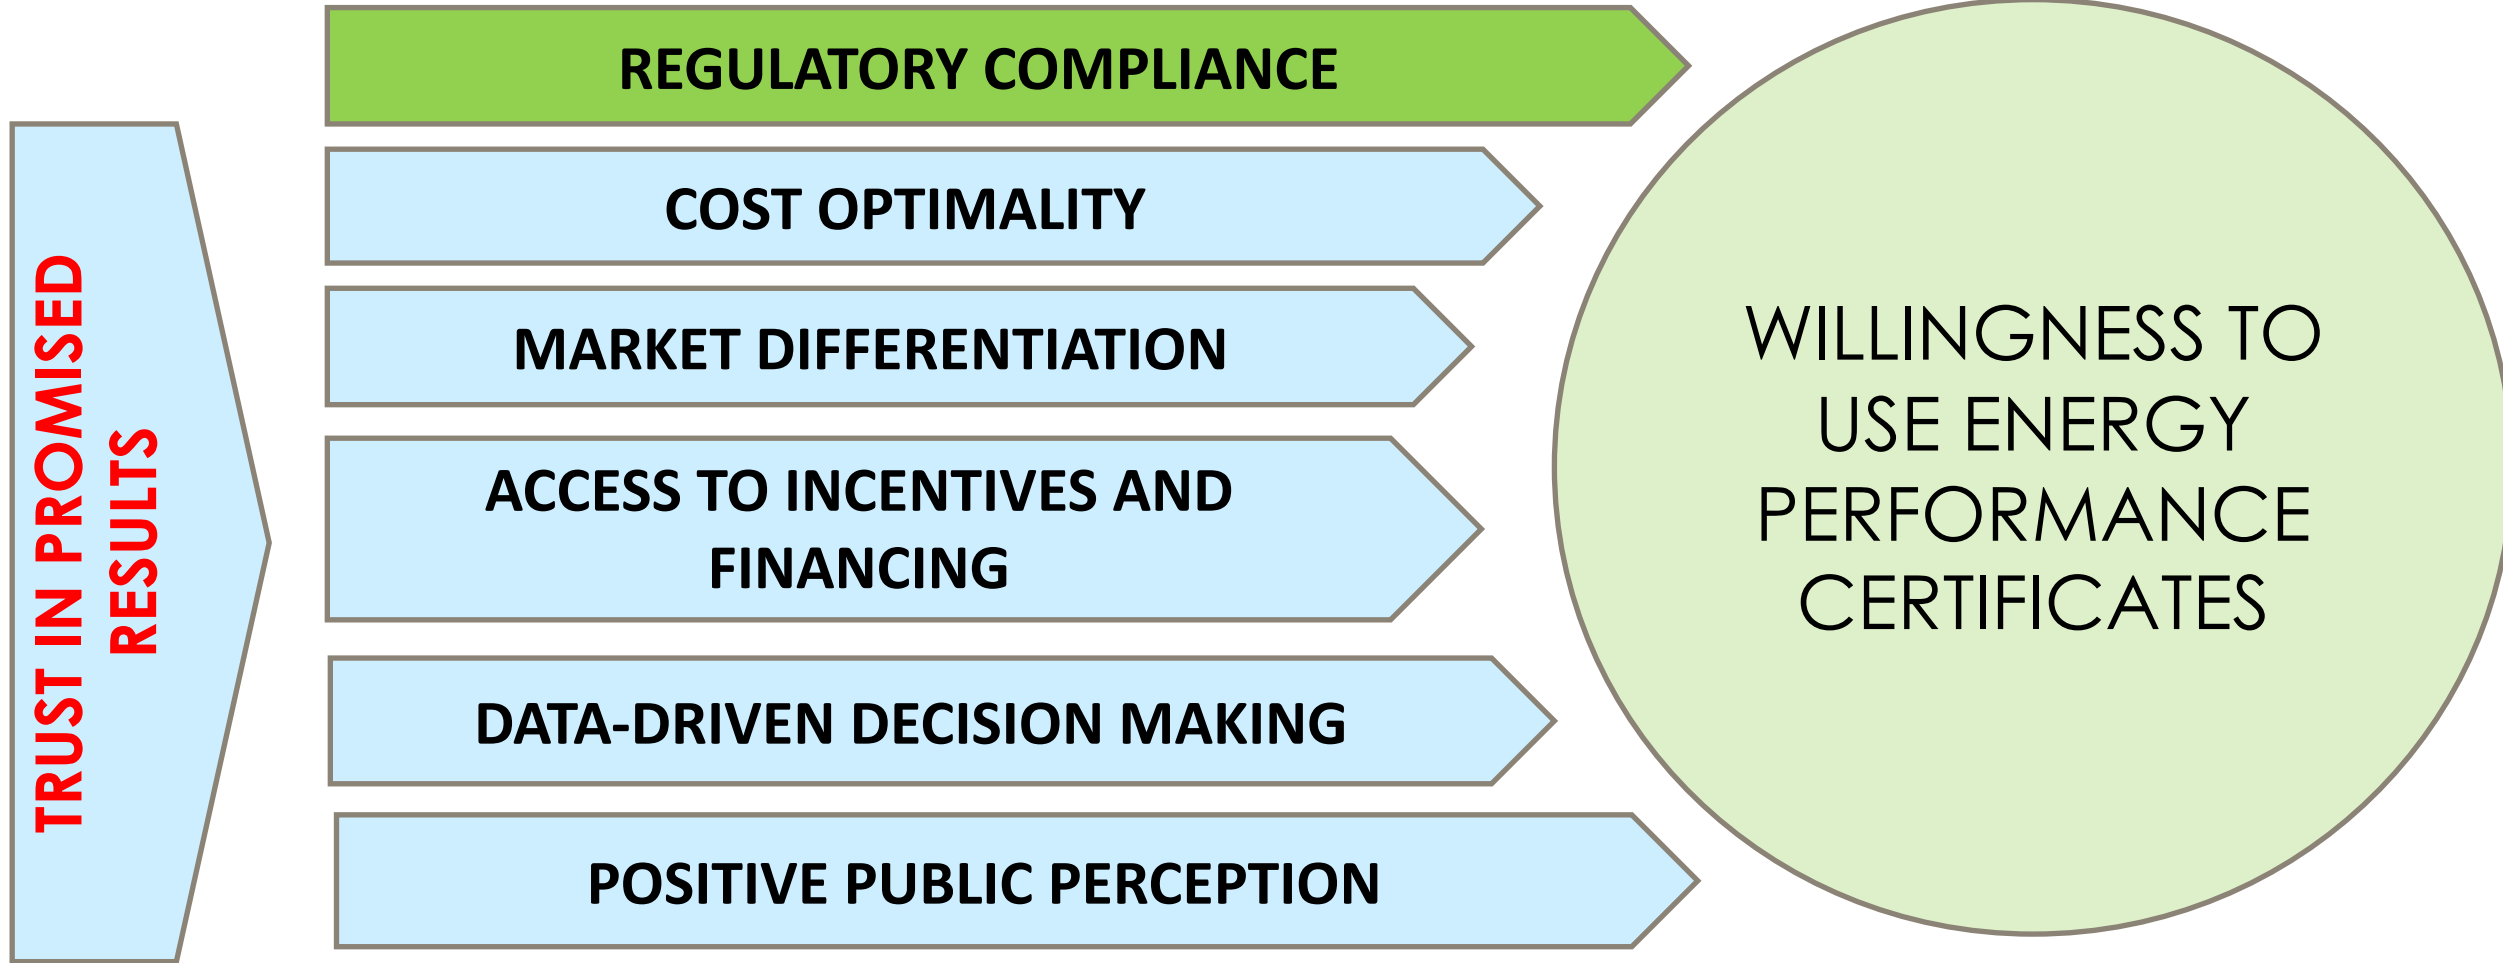 TRUST IN PROMISED
RESULTS
REGULATORY COMPLIANCE
COST OPTIMALITY
MARKET DIFFERENTIATION
ACCESS TO INCENTIVES AND
FINANCING
DATA-DRIVEN DECISION MAKING
POSITIVE PUBLIC PERCEPTION
WILLINGNESS TO
USE ENERGY
PERFORMANCE
CERTIFICATES